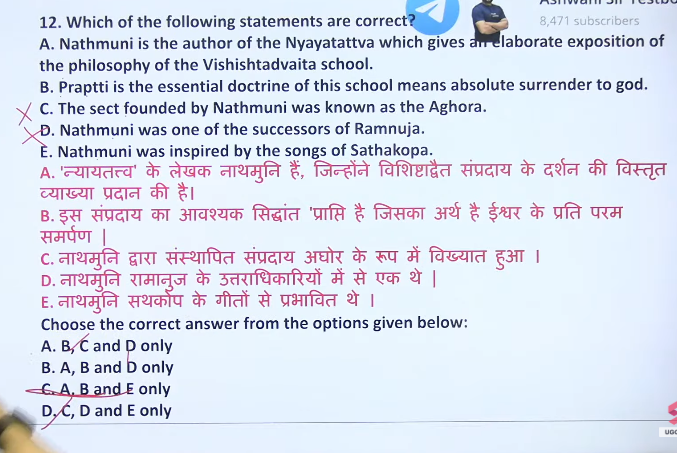 8,471 subscribers
12. Which of the following statements are correct?
A. Nathmuni is the author of the Nyayatattva which gives an elaborate exposition of
the philosophy of the Vishishtadvaita school.
B. Praptti is the essential doctrine of this school means absolute surrender to god.
C. The sect founded by Nathmuni was known as the Aghora.
D. Nathmuni was one of the successors of Ramnuja.
E. Nathmuni was inspired by the songs of Sathakopa.
A. 'न्यायतत्त्व' के लेखक नाथमुनि हैं, जिन्होंने विशिष्टाद्वैत संप्रदाय के दर्शन की विस्तृत
व्याख्या प्रदान की है।
B. इस संप्रदाय का आवश्यक सिद्धांत 'प्राप्ति है जिसका अर्थ है ईश्वर के प्रति परम
समर्पण |
C. नाथमुनि द्वारा संस्थापित संप्रदाय अघोर के रूप में विख्यात हुआ ।
D. नाथमुनि रामानुज के उत्तराधिकारियों में से एक थे |
E. नाथमुनि सथकोप के गीतों से प्रभावित थे ।
Choose the correct answer from the options given below:
A. B, C and D only
B. A, B and D only
C. A, B and E only
D. C, D and E only